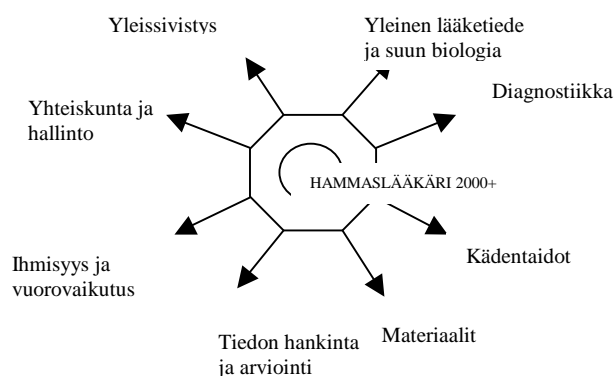 Yleissivistys
Yleinen lääketiede
ja suun biologia
Diagnostiikka
Yhteiskunta ja
hallinto
HAMMASLÄÄKÄRI 2000+
Kädentaidot
Ihmisyys ja
vuorovaikutus
Materiaalit
Tiedon hankinta
ja arviointi